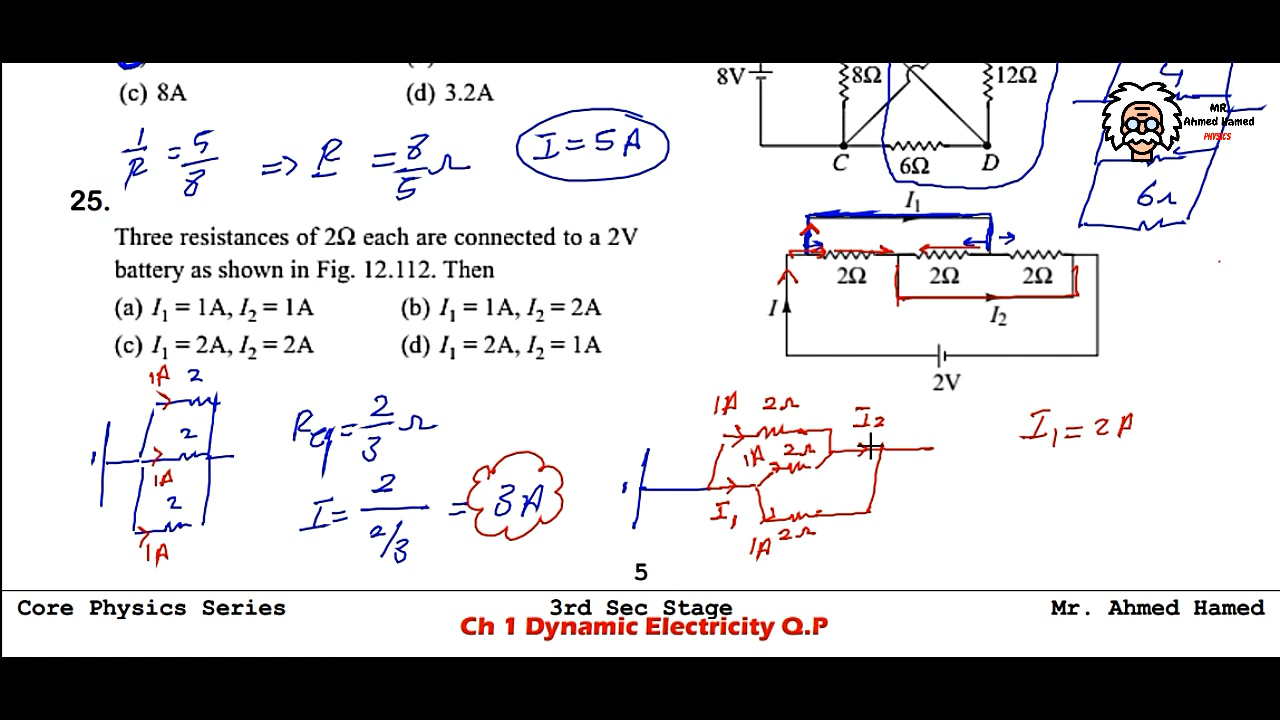 (c) 8A
(d) 3.2A
8V
8Ω
12Ω
C
6Ω
D
4
6Ω
MR.
Ahmed Hamed
PHYSICS
1/R = 5/8 => R = 8/5 Ω
I = 5A
25.
Three resistances of 2Ω each are connected to a 2V
battery as shown in Fig. 12.112. Then
(a) I₁ = 1A, I₂ = 1A
(b) I₁ = 1A, I₂ = 2A
(c) I₁ = 2A, I₂ = 2A
(d) I₁ = 2A, I₂ = 1A
I₁
2Ω 2Ω 2Ω
I
I₂
2V
1A 2
2
1A
2
1A
Req = 2/3 Ω
I = 2/(2/3) = 3A
1A 2Ω
I₂
1A 2Ω
I₁
1A 2Ω
I₁ = 2A
5
Core Physics Series
3rd Sec Stage
Mr. Ahmed Hamed
Ch 1 Dynamic Electricity Q.P